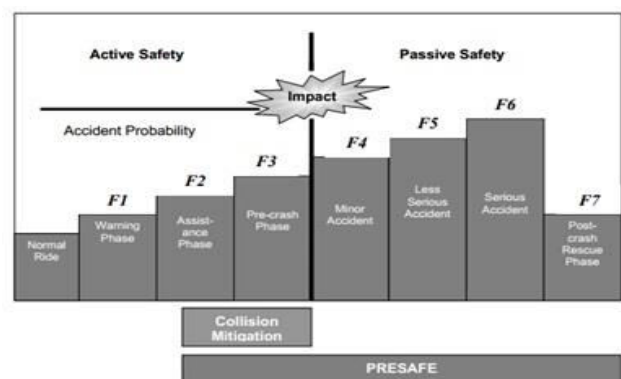 Active Safety
Passive Safety
Impact
Accident Probability
F1
F2
F3
F4
F5
F6
F7
Normal
Ride
Warning
Phase
Assist-
ance
Phase
Pre-crash
Phase
Minor
Accident
Less
Serious
Accident
Serious
Accident
Post-
crash
Rescue
Phase
Collision
Mitigation
PRESAFE